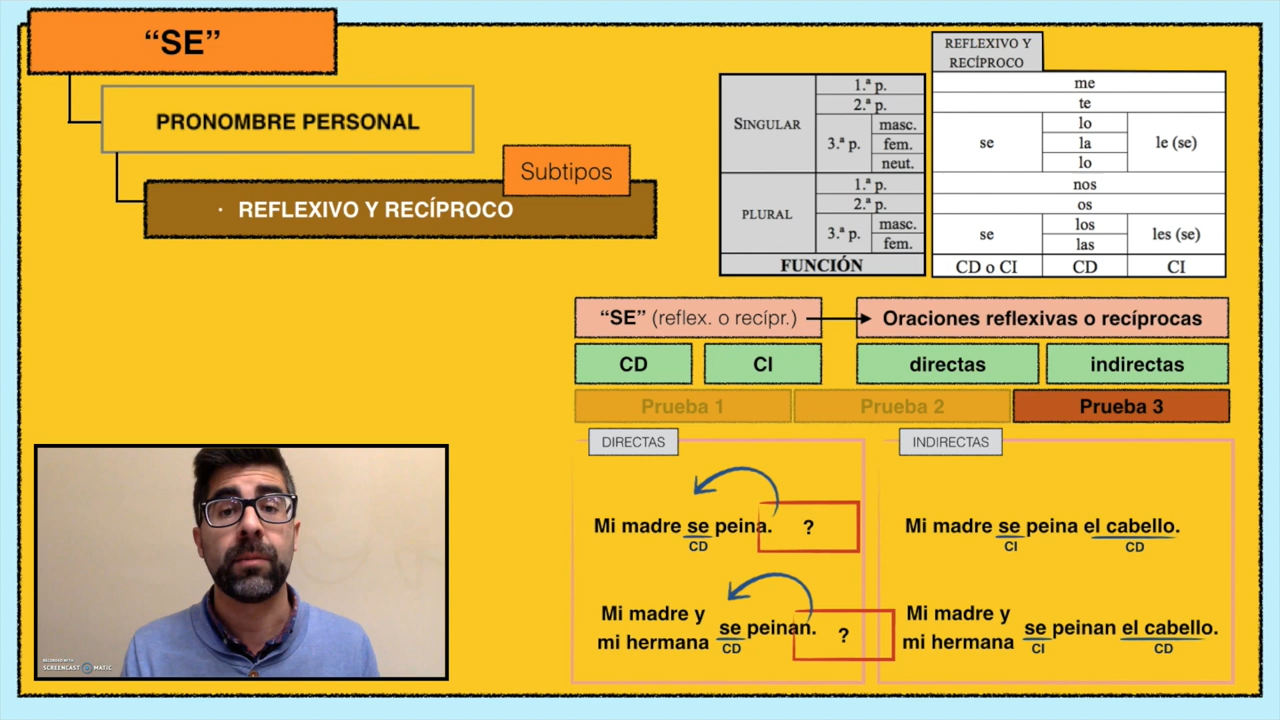 “SE”
PRONOMBRE PERSONAL
Subtipos
· REFLEXIVO Y RECÍPROCO
REFLEXIVO Y
RECÍPROCO
SINGULAR
1.ª p.
me
2.ª p.
te
3.ª p.
masc.
fem.
neut.
se
lo
la
lo
le (se)
PLURAL
1.ª p.
nos
2.ª p.
os
3.ª p.
masc.
fem.
se
los
las
les (se)
FUNCIÓN
CD o CI
CD
CI
“SE” (reflex. o recípr.)
Oraciones reflexivas o recíprocas
CD
CI
directas
indirectas
Prueba 1
Prueba 2
Prueba 3
DIRECTAS
Mi madre se peina.
?
CD
Mi madre y
mi hermana
se peinan.
?
CD
INDIRECTAS
Mi madre se peina el cabello.
CI
CD
Mi madre y
mi hermana
se peinan el cabello.
CI
CD
RECORDED WITH
SCREENCAST MATIC